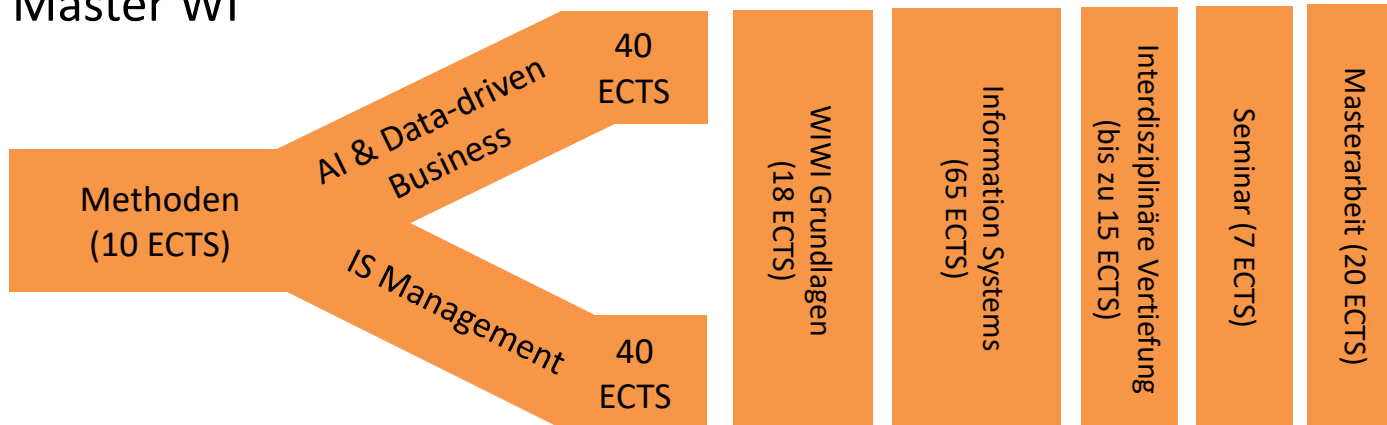 Master WI
Methoden
(10 ECTS)
AI & Data-driven
Business
40
ECTS
IS Management
40
ECTS
WIWI Grundlagen
(18 ECTS)
Information Systems
(65 ECTS)
Interdisziplinäre Vertiefung
(bis zu 15 ECTS)
Seminar (7 ECTS)
Masterarbeit (20 ECTS)